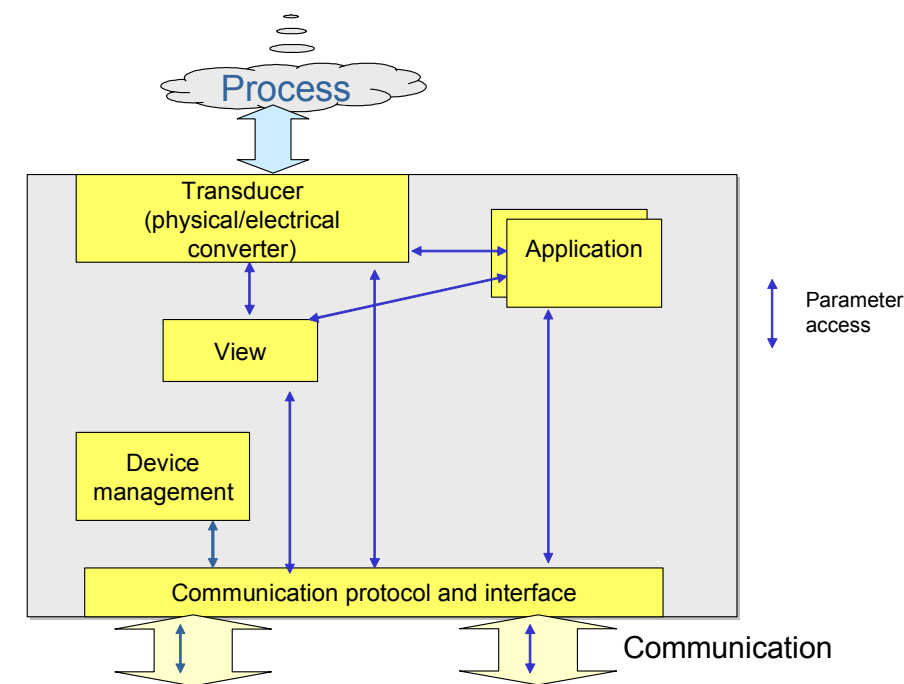 Process
Transducer
(physical/electrical
converter)
Application
Parameter
access
View
Device
management
Communication protocol and interface
Communication